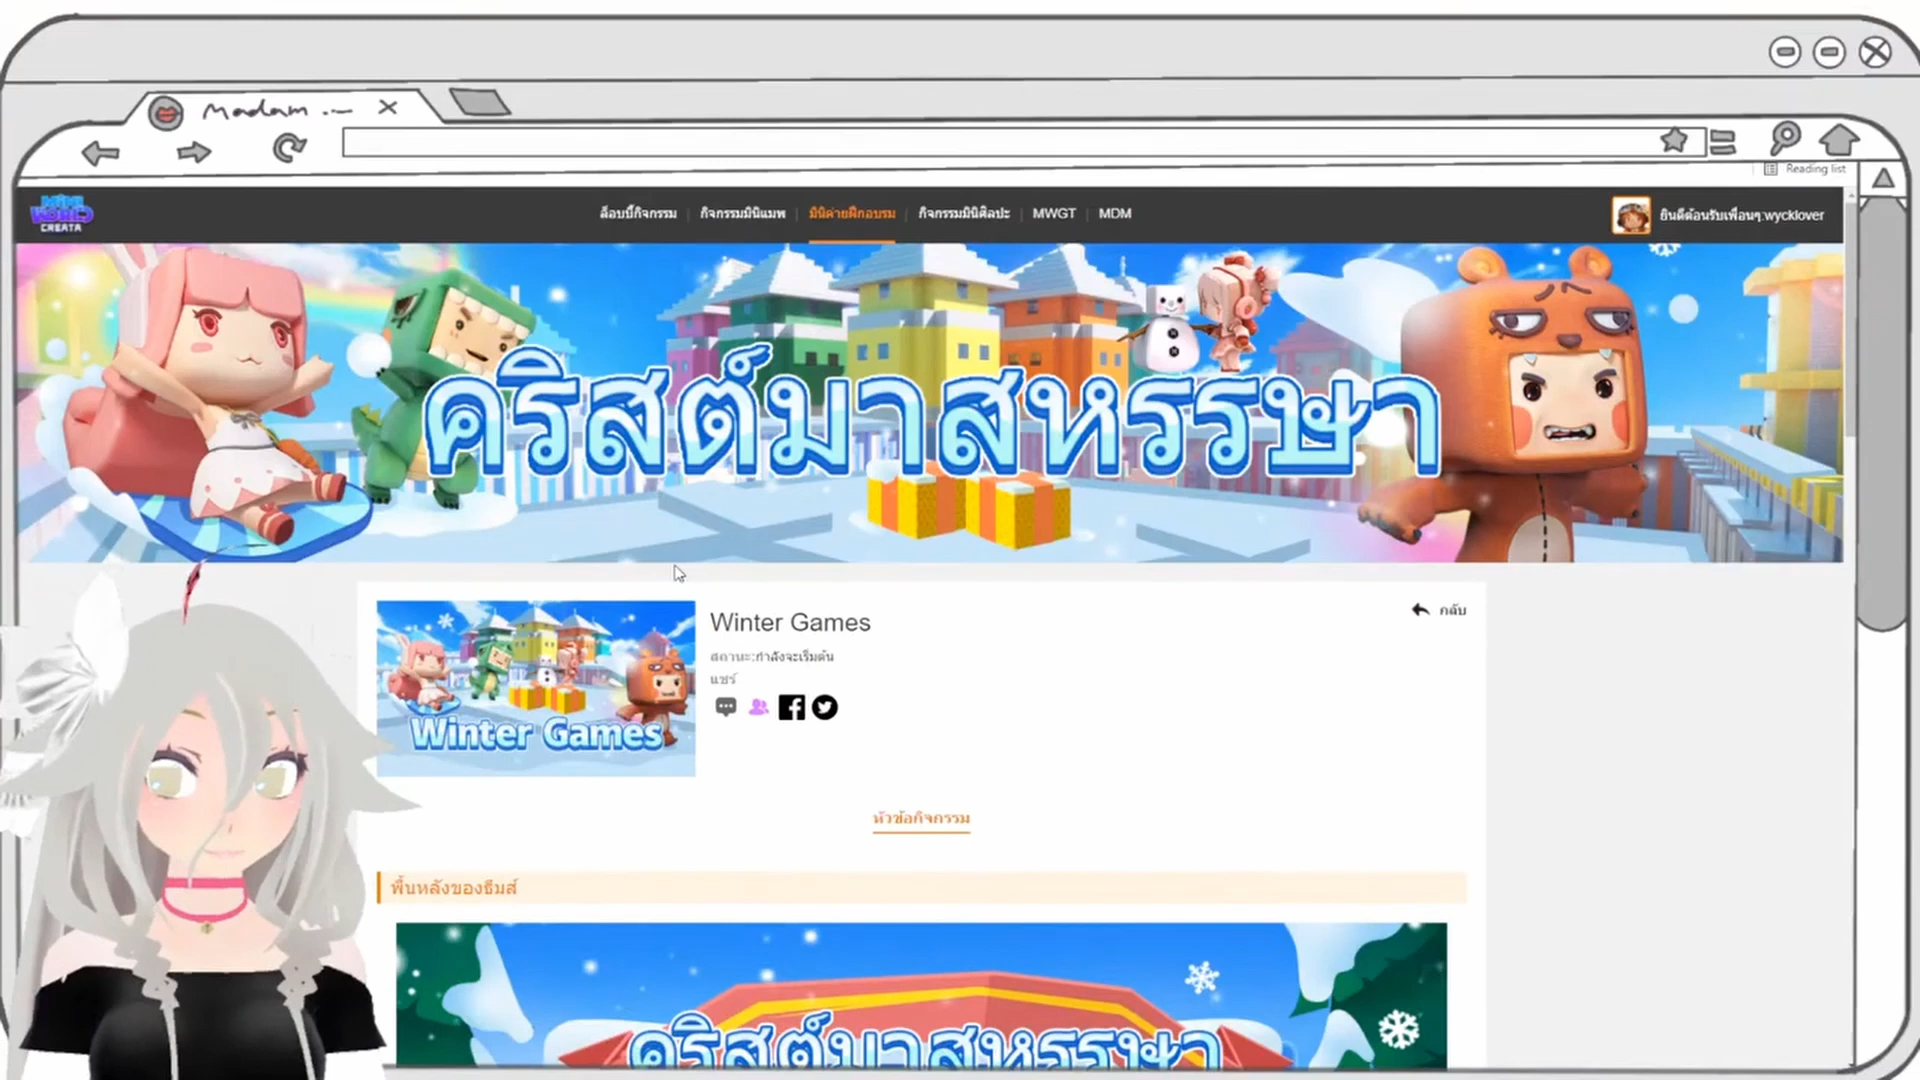 Madam .--
Reading list
MINI WORLD CREATA
ล็อบบี้กิจกรรม
กิจกรรมมินิแมพ
มินิค่ายฝึกอบรม
กิจกรรมมินิศิลปะ
MWGT
MDM
ยินดีต้อนรับเพื่อนๆ:wycklover
คริสต์มาสหรรษา
Winter Games
กลับ
สถานะ:กำลังจะเริ่มต้น
แชร์
Winter Games
หัวข้อกิจกรรม
พื้นหลังของธีมส์
คริสต์มาสหรรษา